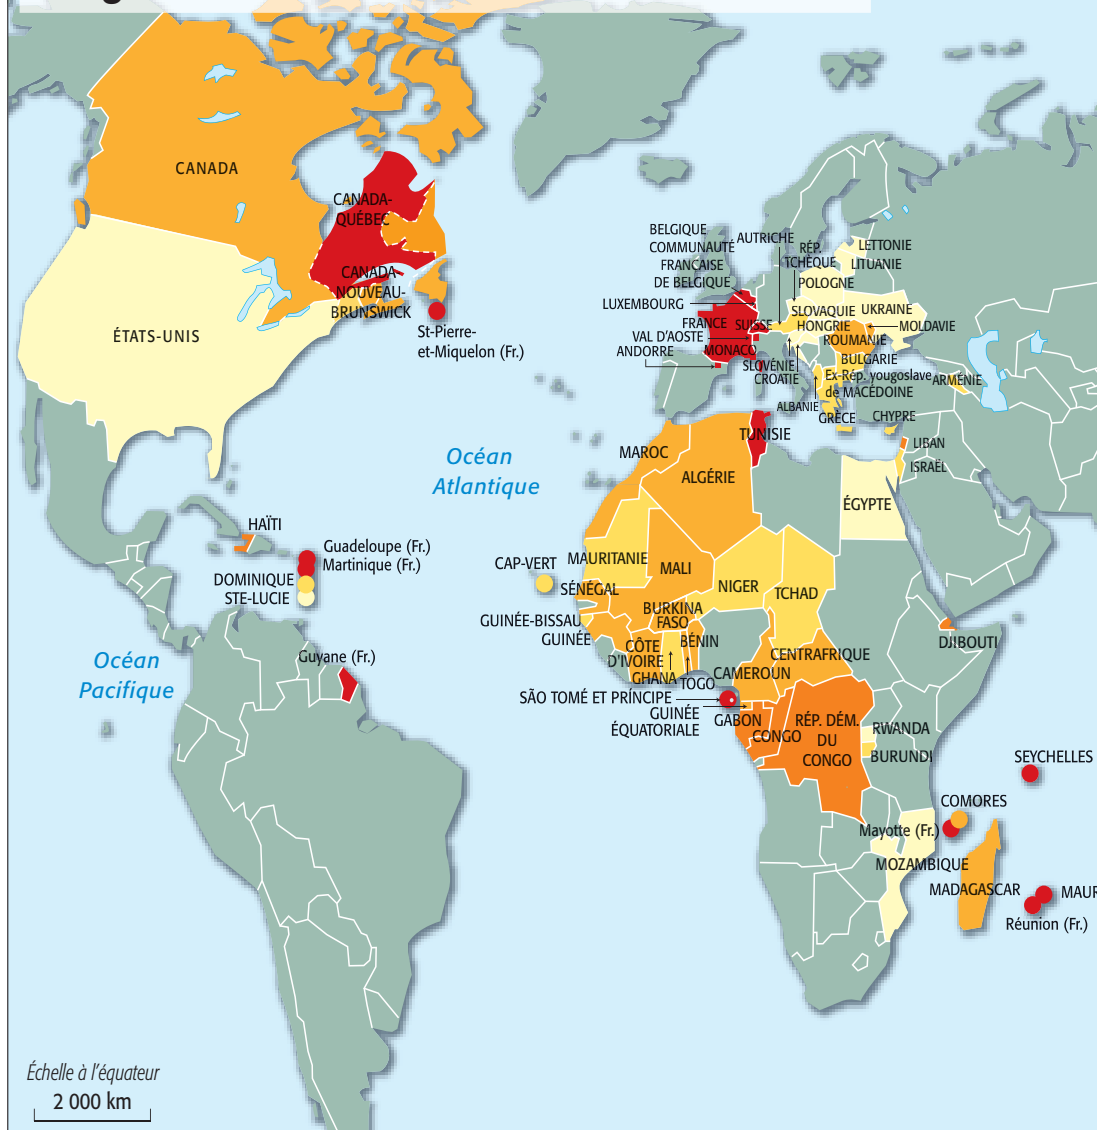 CANADA
CANADA-
QUÉBEC
CANADA
NOUVEAU-
BRUNSWICK
St-Pierre-
et-Miquelon (Fr.)
ÉTATS-UNIS
BELGIQUE
COMMUNAUTÉ
FRANÇAISE
DE BELGIQUE
LUXEMBOURG
FRANCE
SUISSE
VAL D'AOSTE
ANDORRE
MONACO
AUTRICHE
RÉP.
TCHÈQUE
POLOGNE
LETTONIE
LITUANIE
SLOVAQUIE
UKRAINE
HONGRIE
MOLDAVIE
ROUMANIE
SLOVÉNIE
CROATIE
BULGARIE
Ex-Rép. yougoslave
de MACÉDOINE
ARMÉNIE
ALBANIE
GRÈCE
CHYPRE
LIBAN
ISRAËL
TUNISIE
MAROC
ALGÉRIE
ÉGYPTE
Océan
Atlantique
HAÏTI
Guadeloupe (Fr.)
Martinique (Fr.)
DOMINIQUE
STE-LUCIE
CAP-VERT
MAURITANIE
MALI
NIGER
TCHAD
SÉNÉGAL
GUINÉE-BISSAU
GUINÉE
BURKINA
FASO
BÉNIN
CÔTE
D'IVOIRE
GHANA
TOGO
CENTRAFRIQUE
CAMEROUN
DJIBOUTI
Océan
Pacifique
Guyane (Fr.)
SÃO TOMÉ ET PRÍNCIPE
GUINÉE
ÉQUATORIALE
GABON
CONGO
RÉP. DÉM.
DU
CONGO
RWANDA
BURUNDI
SEYCHELLES
COMORES
Mayotte (Fr.)
MOZAMBIQUE
MADAGASCAR
MAUR
Réunion (Fr.)
Échelle à l'équateur
2 000 km